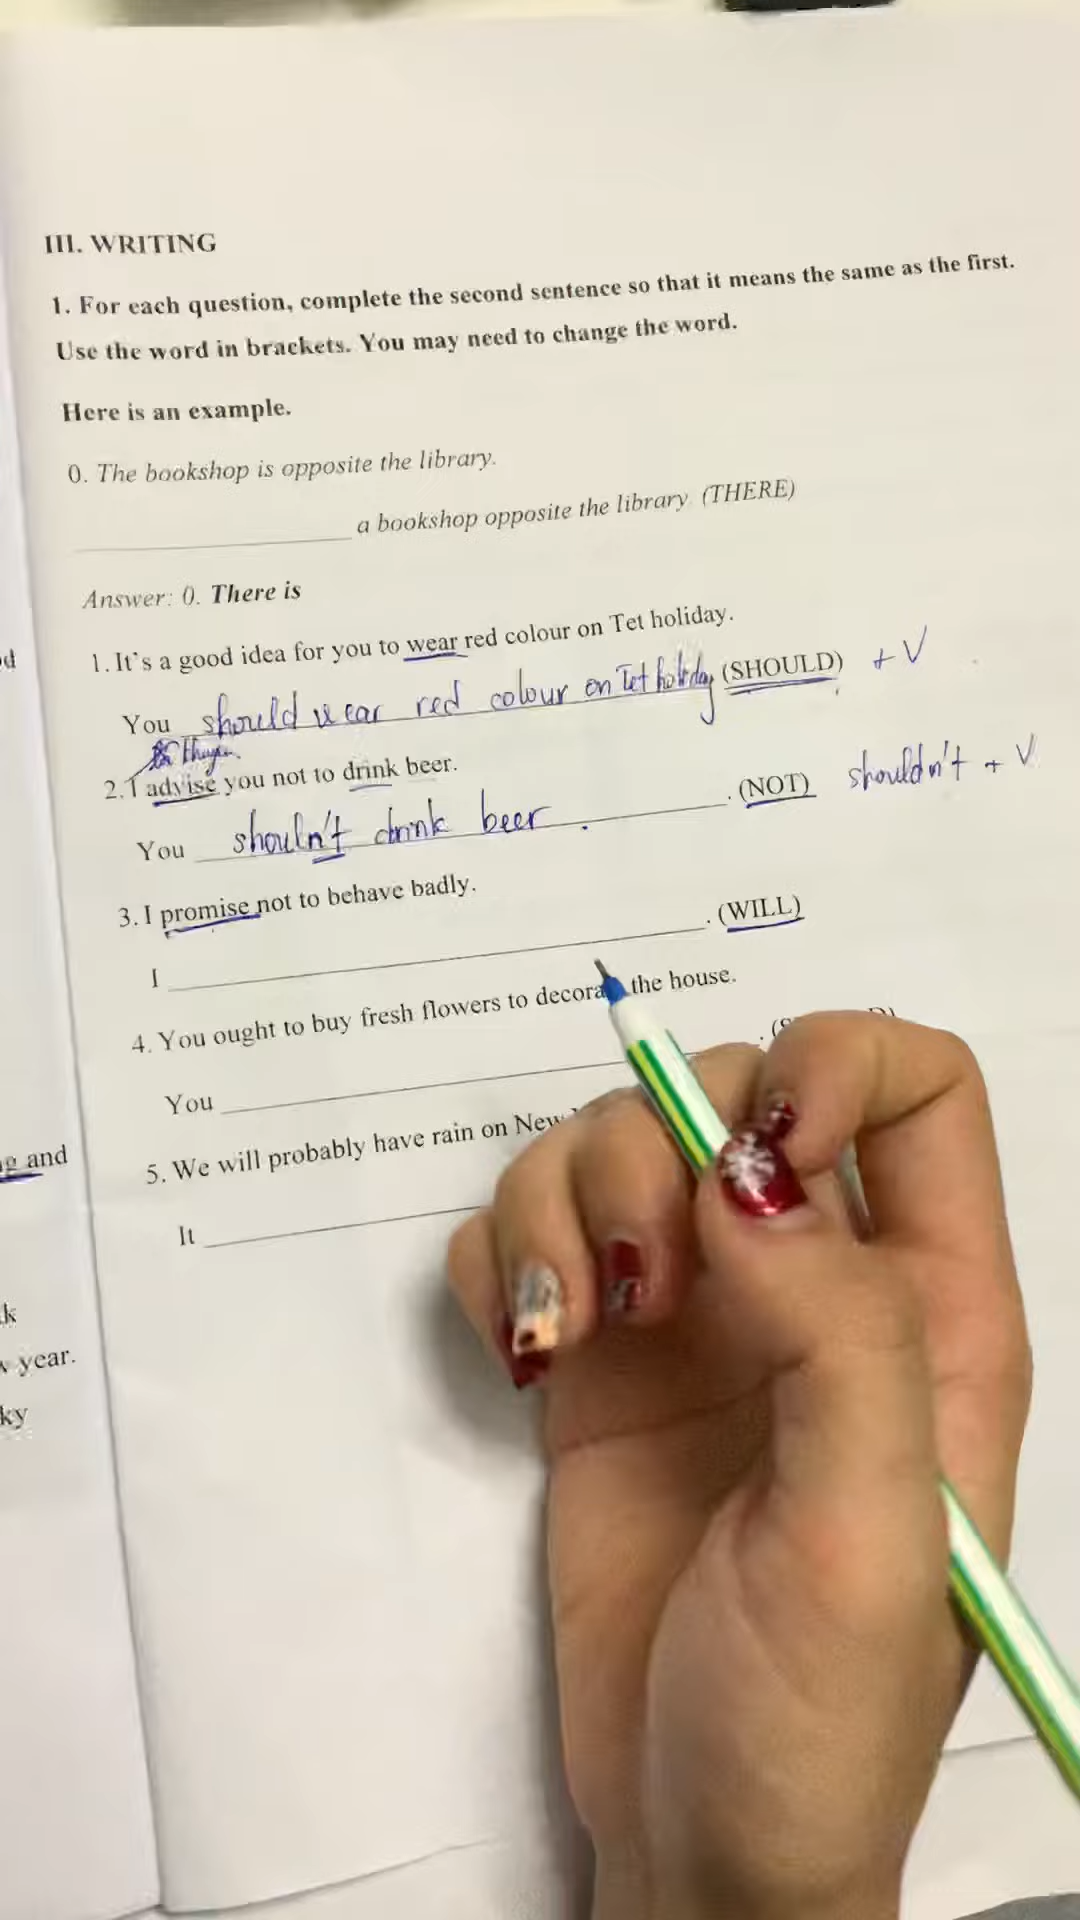 III. WRITING
1. For each question, complete the second sentence so that it means the same as the first.
Use the word in brackets. You may need to change the word.
Here is an example.
0. The bookshop is opposite the library.
____________ a bookshop opposite the library. (THERE)
Answer: 0. There is
1. It's a good idea for you to wear red colour on Tet holiday.
You should wear red colour on Tet holiday (SHOULD) + V
2. I advise you not to drink beer.
You shouln't drink beer . . (NOT) shouldn't + V
3. I promise not to behave badly.
I ____________. (WILL)
4. You ought to buy fresh flowers to the house.
You ____________.
5. We will probably have rain on New
It ____________
and
year.
ky